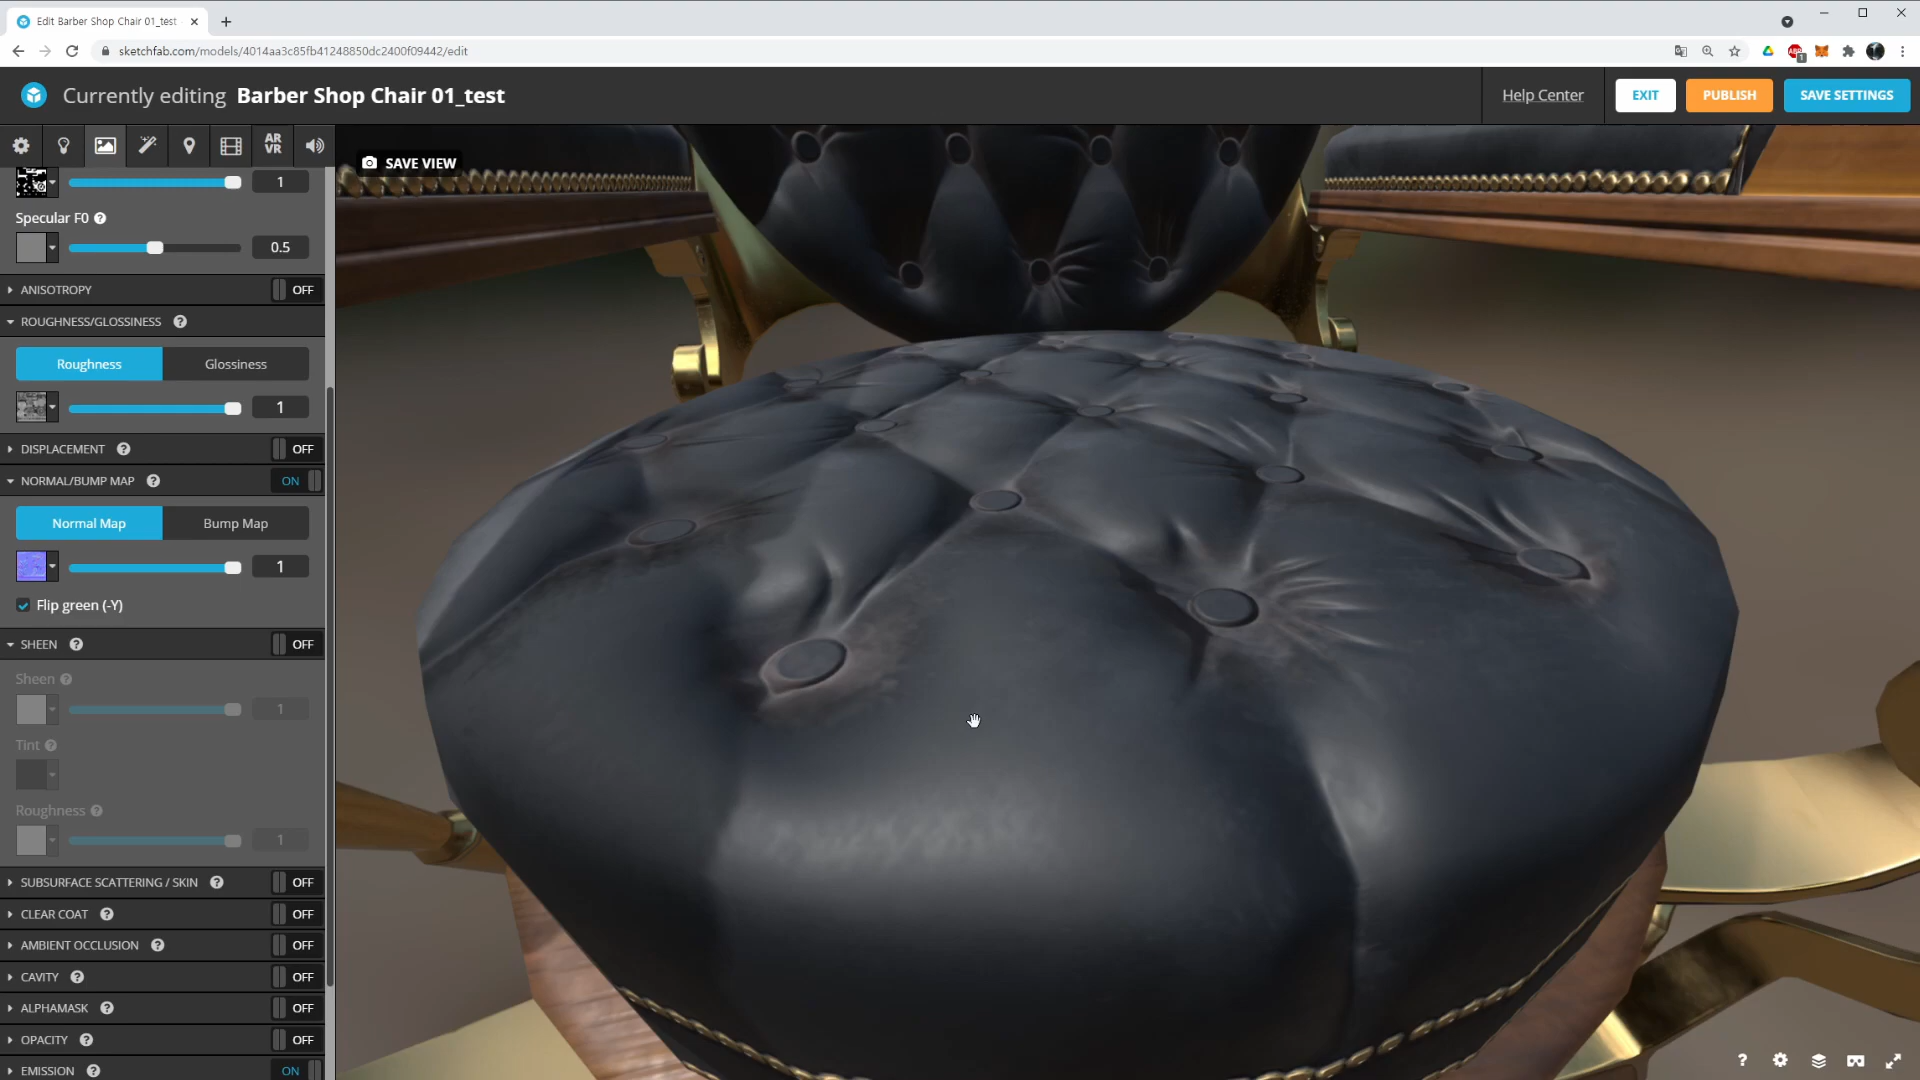 Edit Barber Shop Chair 01_test
sketchfab.com/models/4014aa3c85fb41248850dc2400f09442/edit
Currently editing Barber Shop Chair 01_test
Help Center
EXIT
PUBLISH
SAVE SETTINGS
AR
VR
SAVE VIEW
1
Specular F0 ?
0.5
ANISOTROPY OFF
ROUGHNESS/GLOSSINESS ?
Roughness Glossiness
1
DISPLACEMENT ? OFF
NORMAL/BUMP MAP ? ON
Normal Map Bump Map
1
Flip green (-Y)
SHEEN ? OFF
Sheen ?
1
Tint ?
Roughness ?
1
SUBSURFACE SCATTERING / SKIN ? OFF
CLEAR COAT ? OFF
AMBIENT OCCLUSION ? OFF
CAVITY ? OFF
ALPHAMASK ? OFF
OPACITY ? OFF
EMISSION ? ON
?